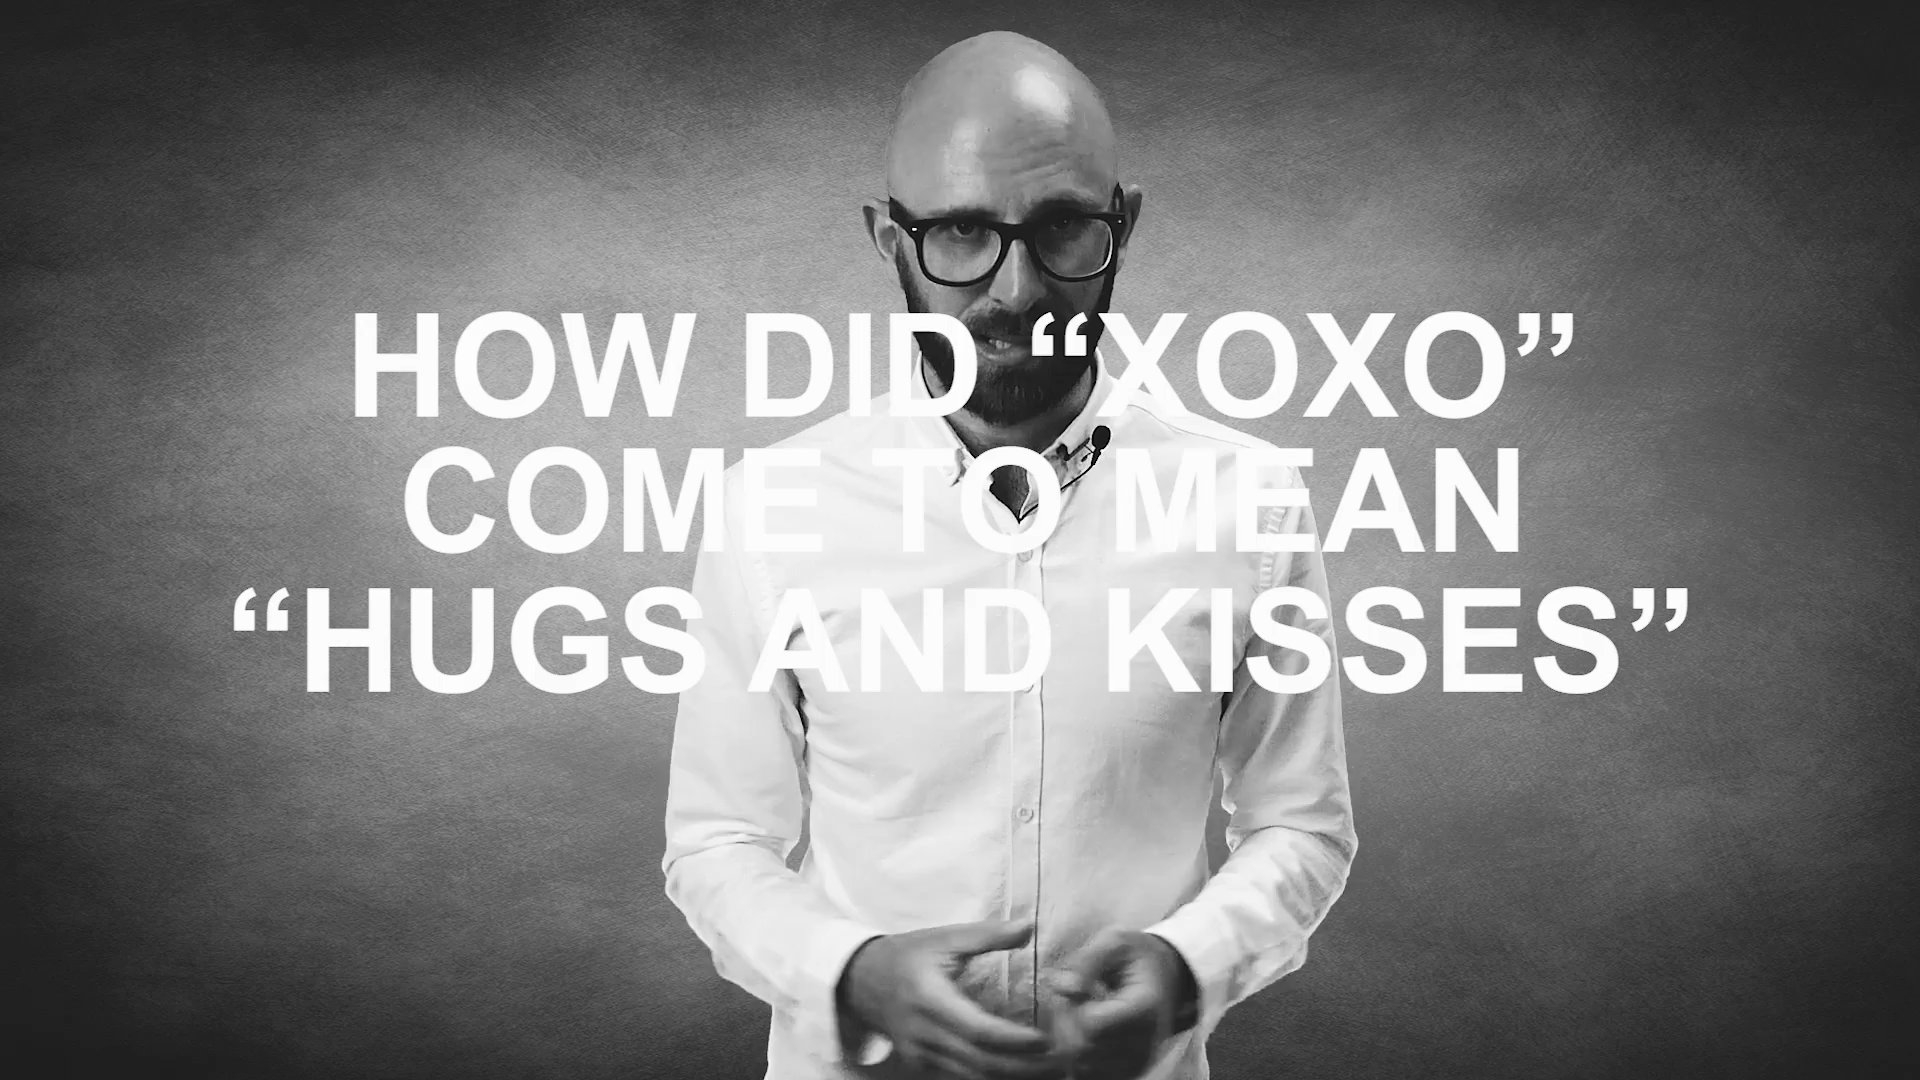 HOW DID “XOXO”
COME TO MEAN
“HUGS AND KISSES”